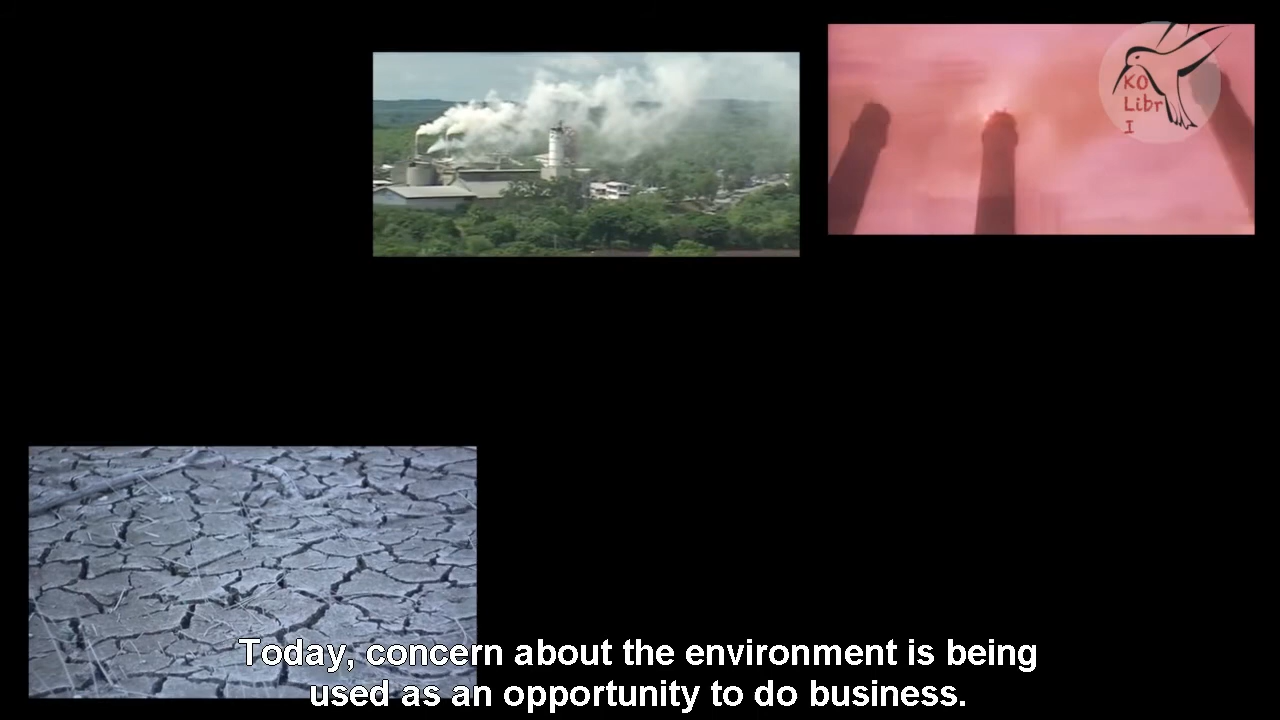 KO
Libr
I
Today, concern about the environment is being
used as an opportunity to do business.